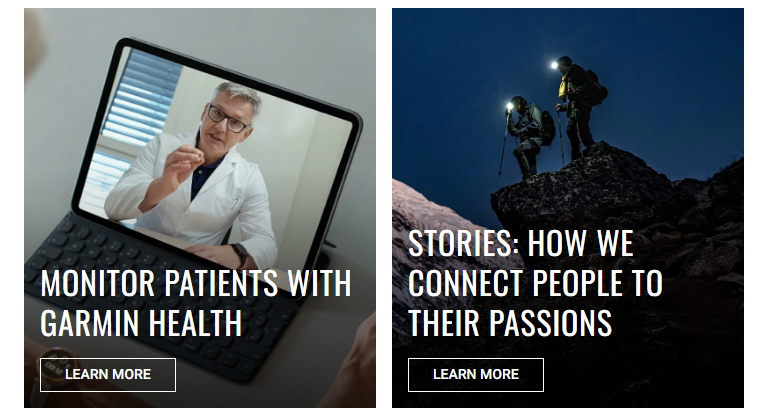 MONITOR PATIENTS WITH
GARMIN HEALTH
LEARN MORE
STORIES: HOW WE
CONNECT PEOPLE TO
THEIR PASSIONS
LEARN MORE